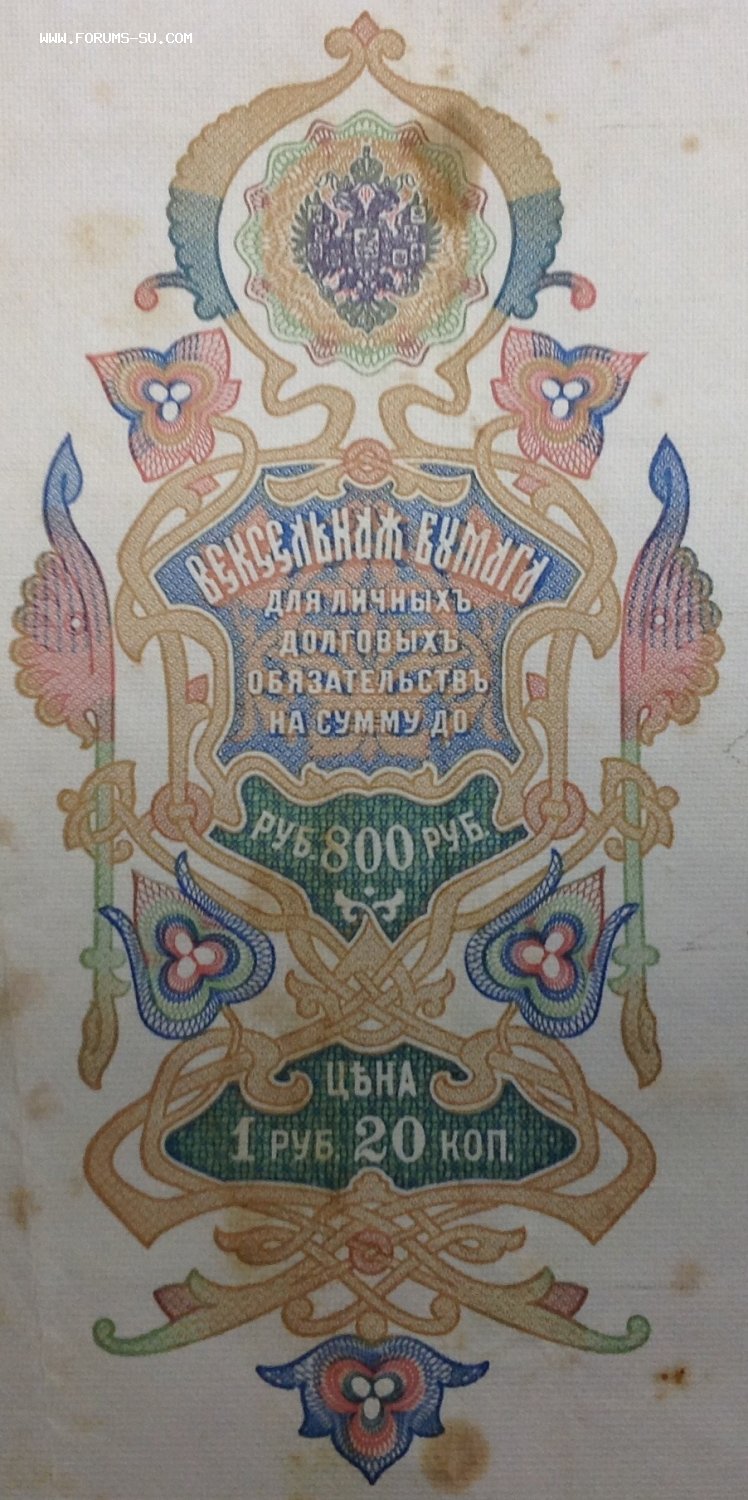 WWW.FORUMS-SU.COM
ВЕКСЕЛЬНАЯ БУМАГА
ДЛЯ ЛИЧНЫХЪ
ДОЛГОВЫХЪ
ОБЯЗАТЕЛЬСТВЪ
НА СУММУ ДО
РУБ. 800 РУБ.
ЦѢНА
1 РУБ. 20 КОП.